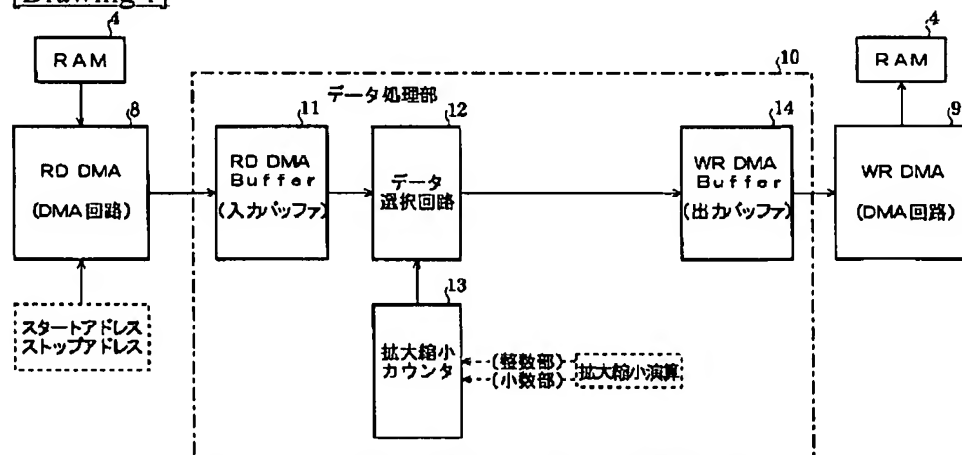 4
RAM
8
RD DMA
(DMA回路)
スタートアドレス
ストップアドレス
10
データ処理部
11
RD DMA
Buffer
(入力バッファ)
12
データ
選択回路
13
拡大縮小
カウンタ
(整数部)
(小数部)
拡大縮小演算
14
WR DMA
Buffer
(出力バッファ)
4
RAM
9
WR DMA
(DMA回路)